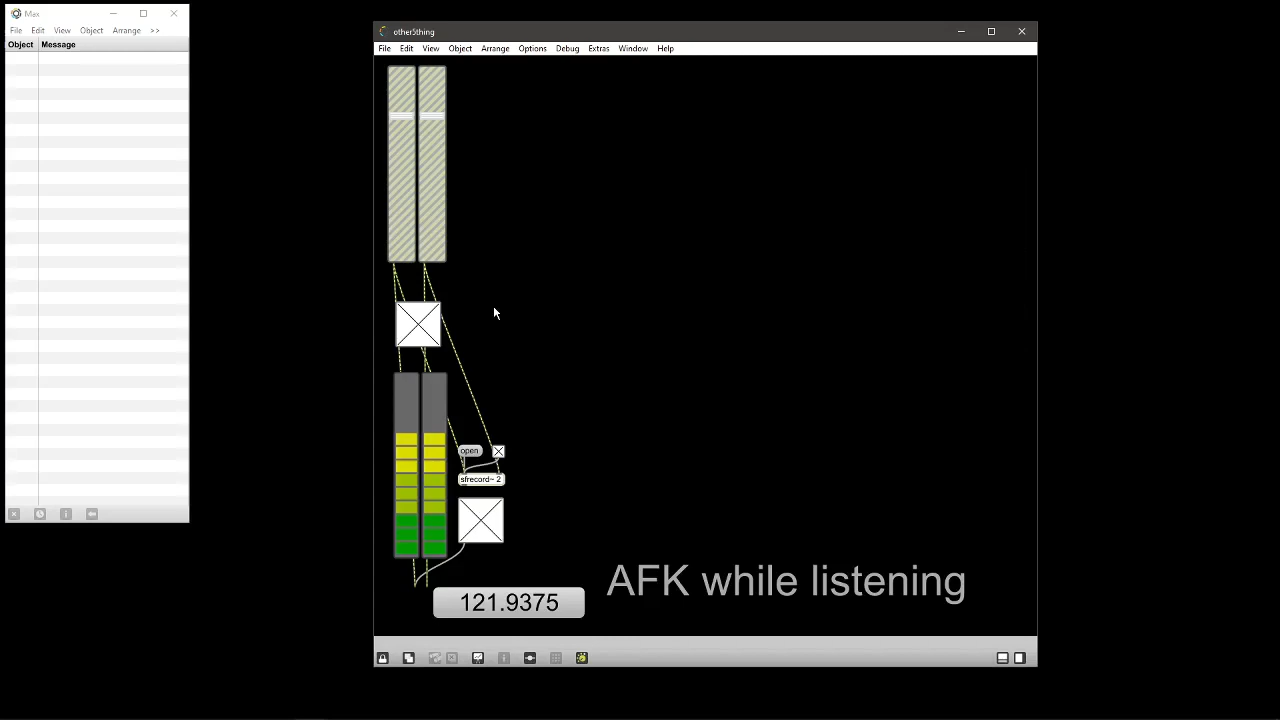 Max
File Edit View Object Arrange >>
Object Message
other5thing
File Edit View Object Arrange Options Debug Extras Window Help
open
sfrecord~ 2
AFK while listening
121.9375